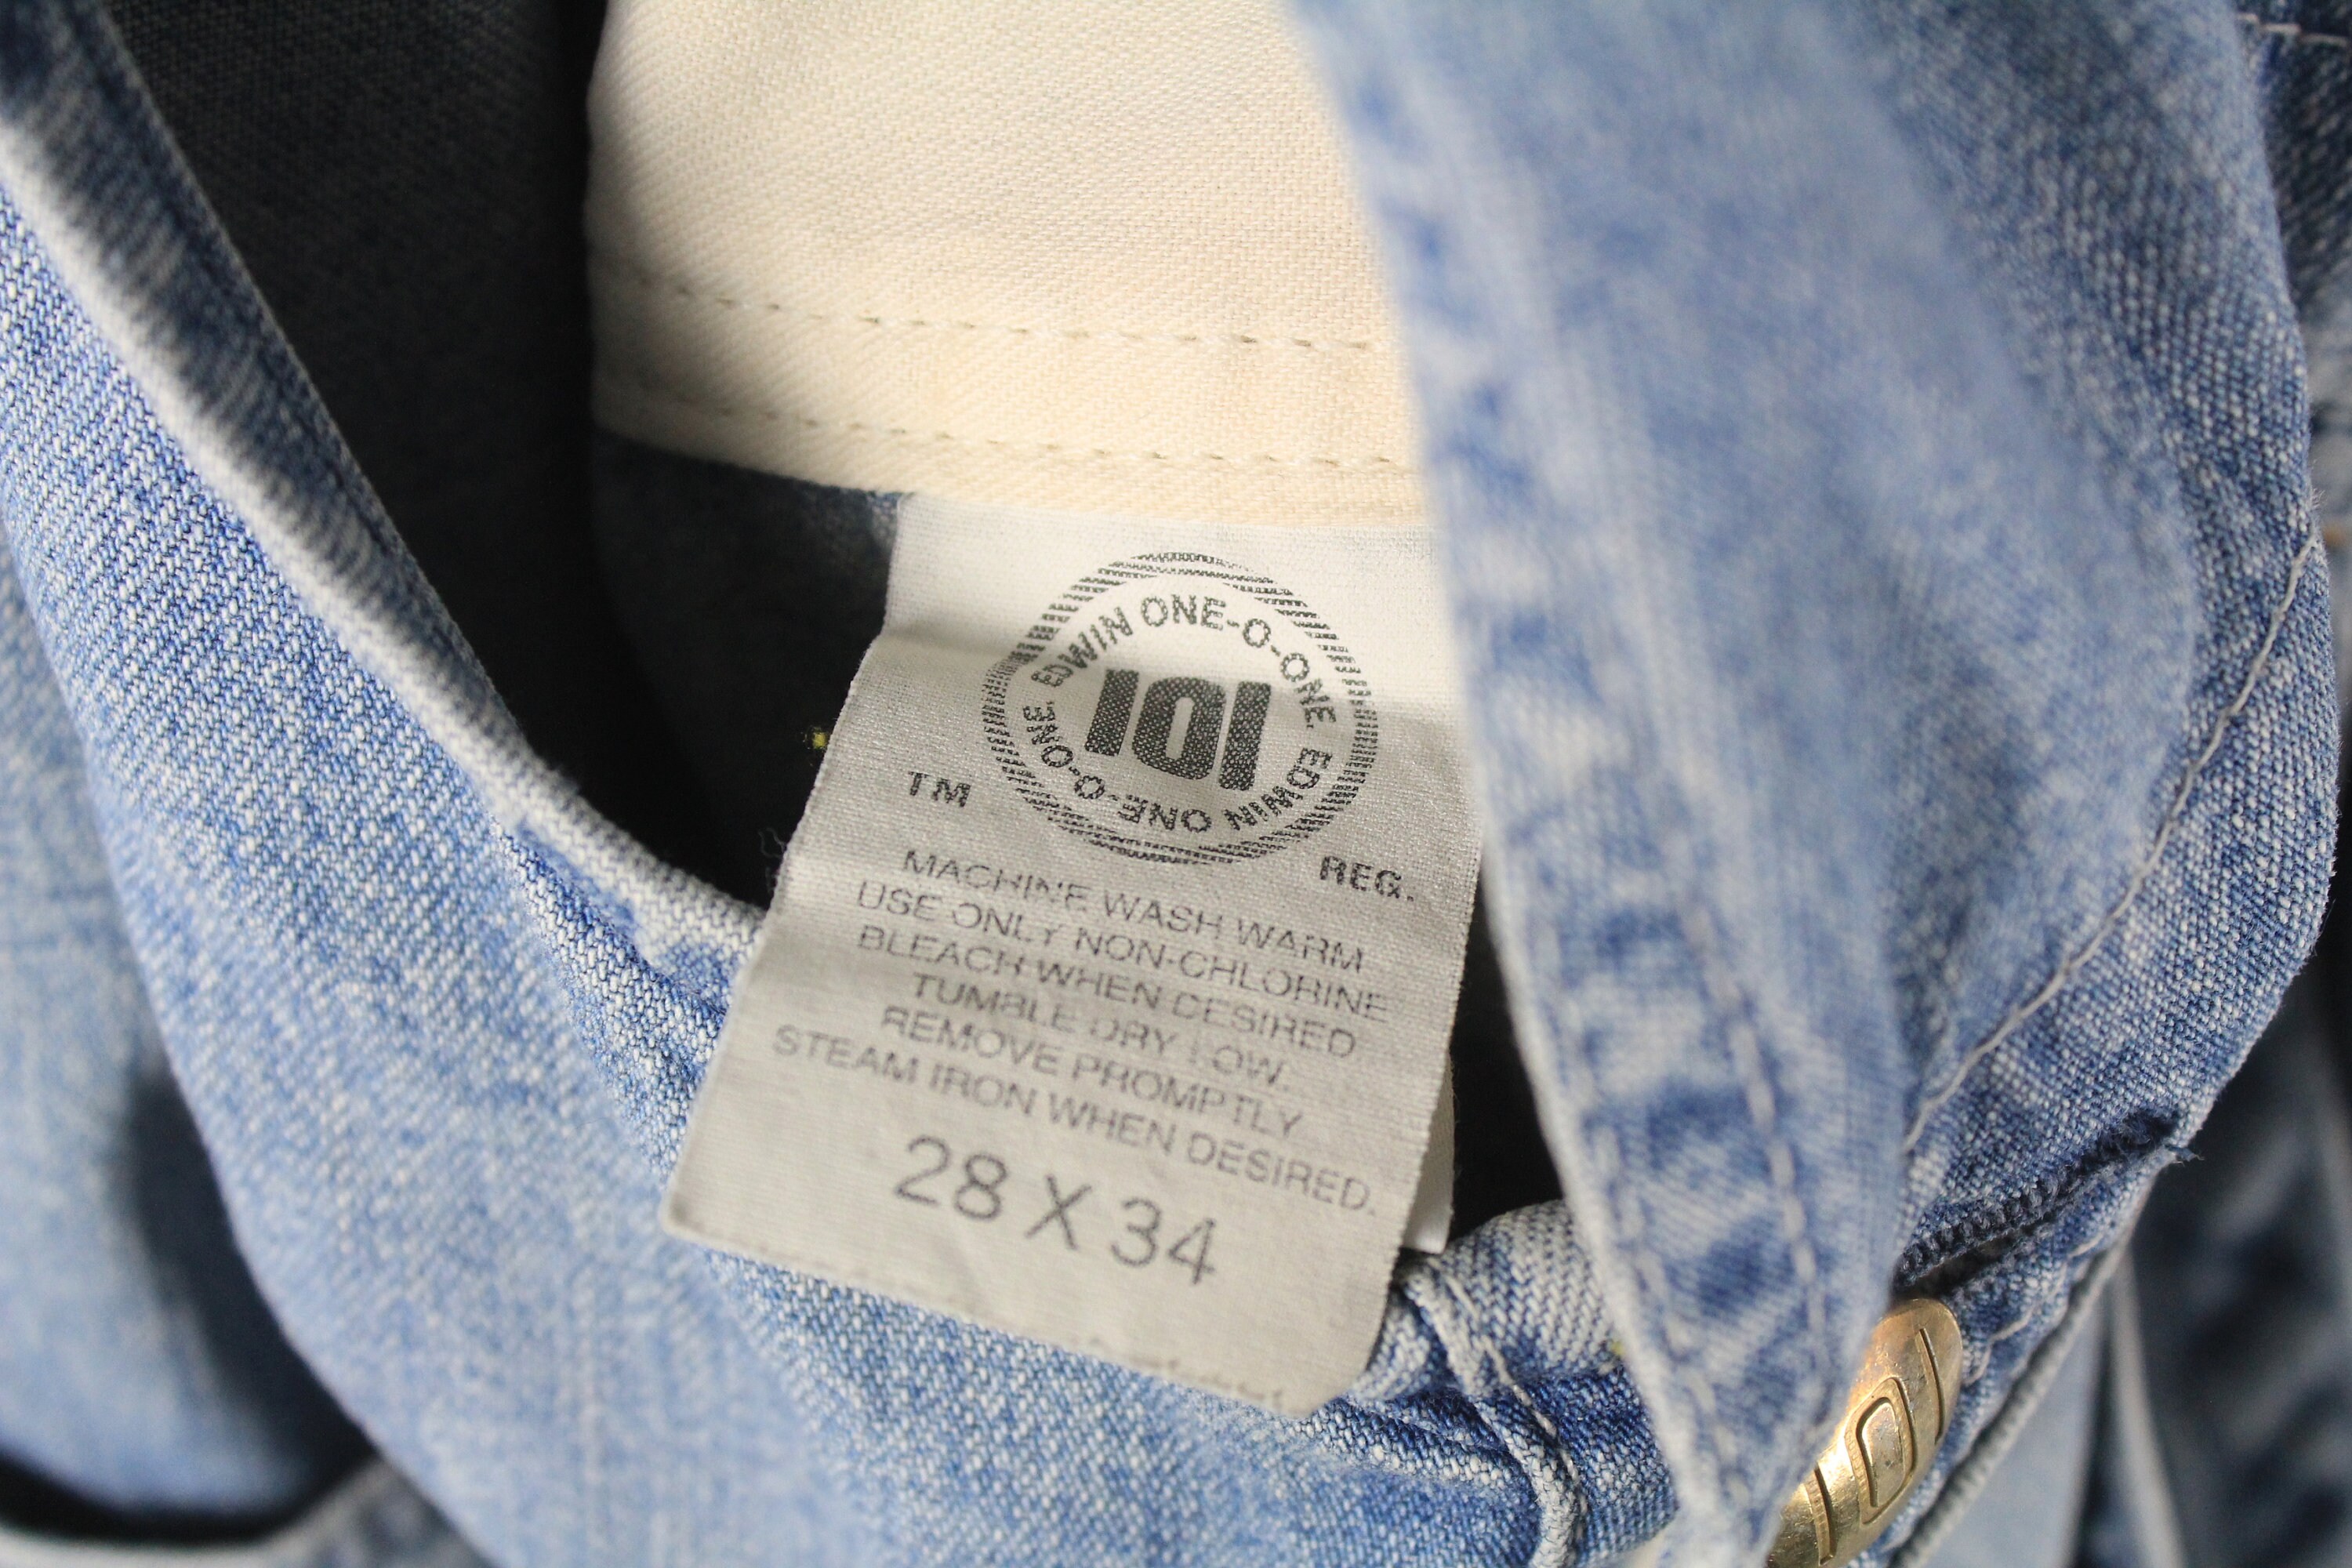 EDWIN ONE-O-ONE. EDWIN ONE-O-ONE.
101
TM
REG.
MACHINE WASH WARM
USE ONLY NON-CHLORINE
BLEACH WHEN DESIRED
TUMBLE DRY LOW.
REMOVE PROMPTLY
STEAM IRON WHEN DESIRED.
28 X 34
101